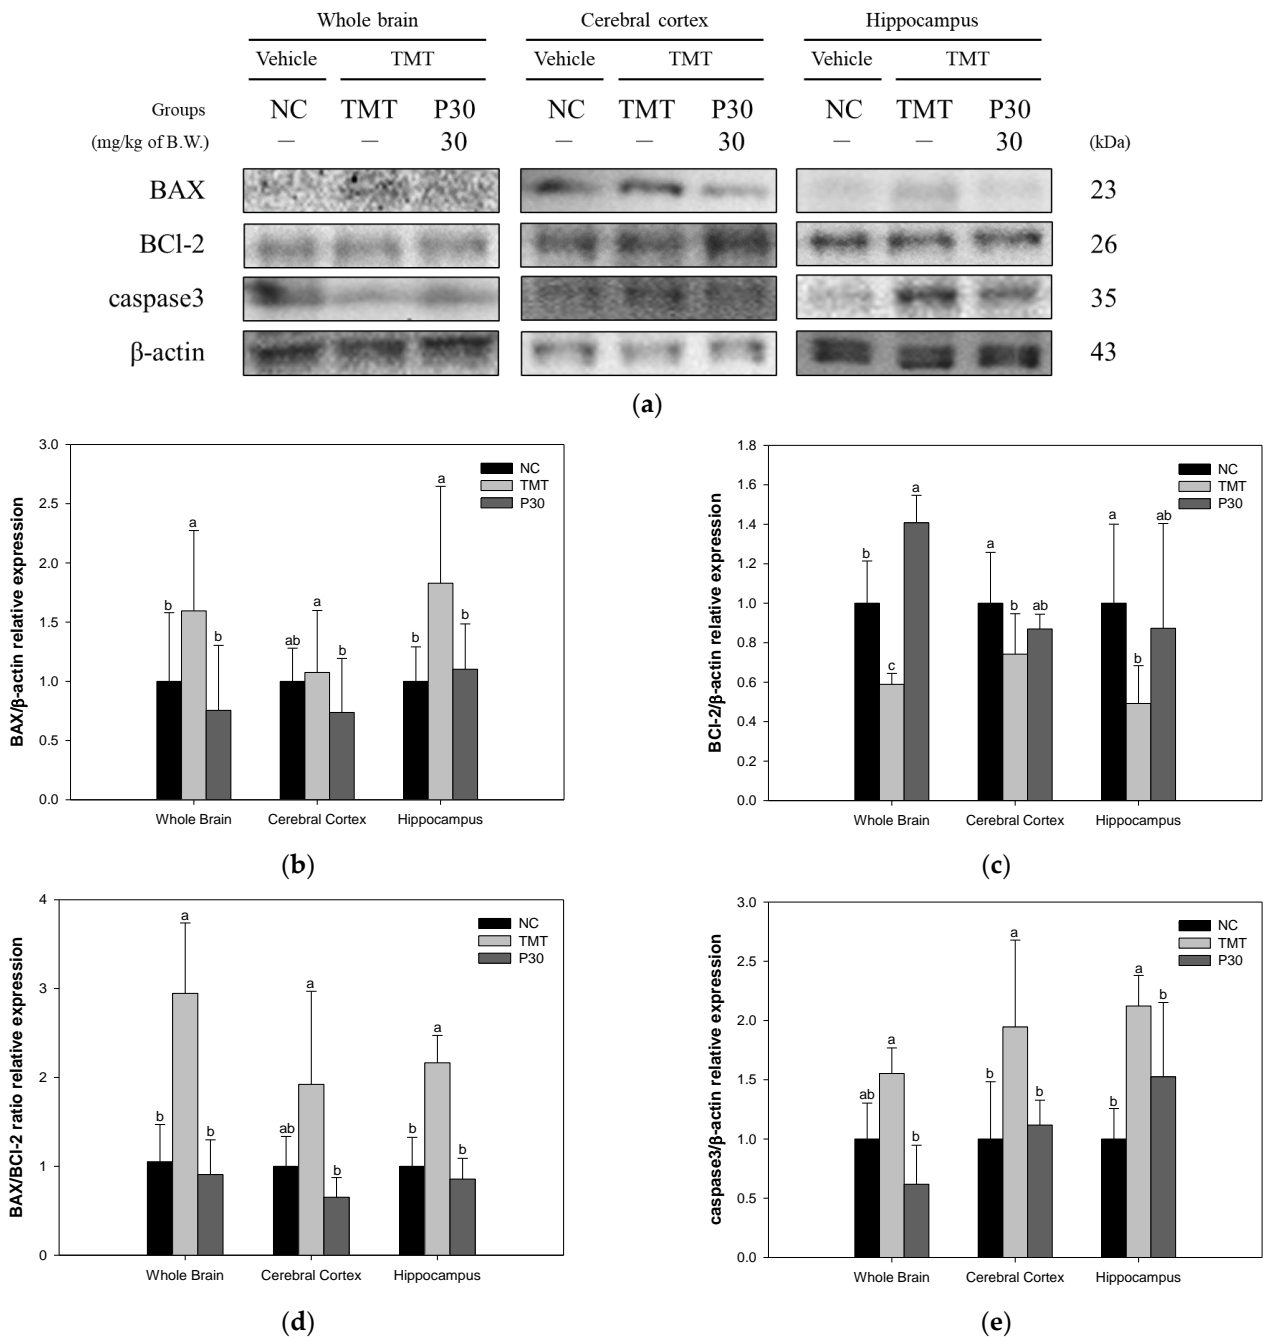 Whole brain Cerebral cortex Hippocampus
Vehicle TMT Vehicle TMT Vehicle TMT
Groups NC TMT P30 NC TMT P30 NC TMT P30
(mg/kg of B.W.) — — 30 — — 30 — — 30 (kDa)
BAX 23
BCl-2 26
caspase3 35
β-actin 43
(a)
BAX/β-actin relative expression
3.0
2.5
2.0
1.5
1.0
0.5
0.0
NC
TMT
P30
b a b ab a b b a b
Whole Brain Cerebral Cortex Hippocampus
(b)
BCl-2/β-actin relative expression
1.8
1.6
1.4
1.2
1.0
0.8
0.6
0.4
0.2
0.0
NC
TMT
P30
b c a a b ab a b ab
Whole Brain Cerebral Cortex Hippocampus
(c)
BAX/BCl-2 ratio relative expression
4
3
2
1
0
NC
TMT
P30
b a b ab a b b a b
Whole Brain Cerebral Cortex Hippocampus
(d)
caspase3/β-actin relative expression
3.0
2.5
2.0
1.5
1.0
0.5
0.0
NC
TMT
P30
ab a b b a b b a b
Whole Brain Cerebral Cortex Hippocampus
(e)